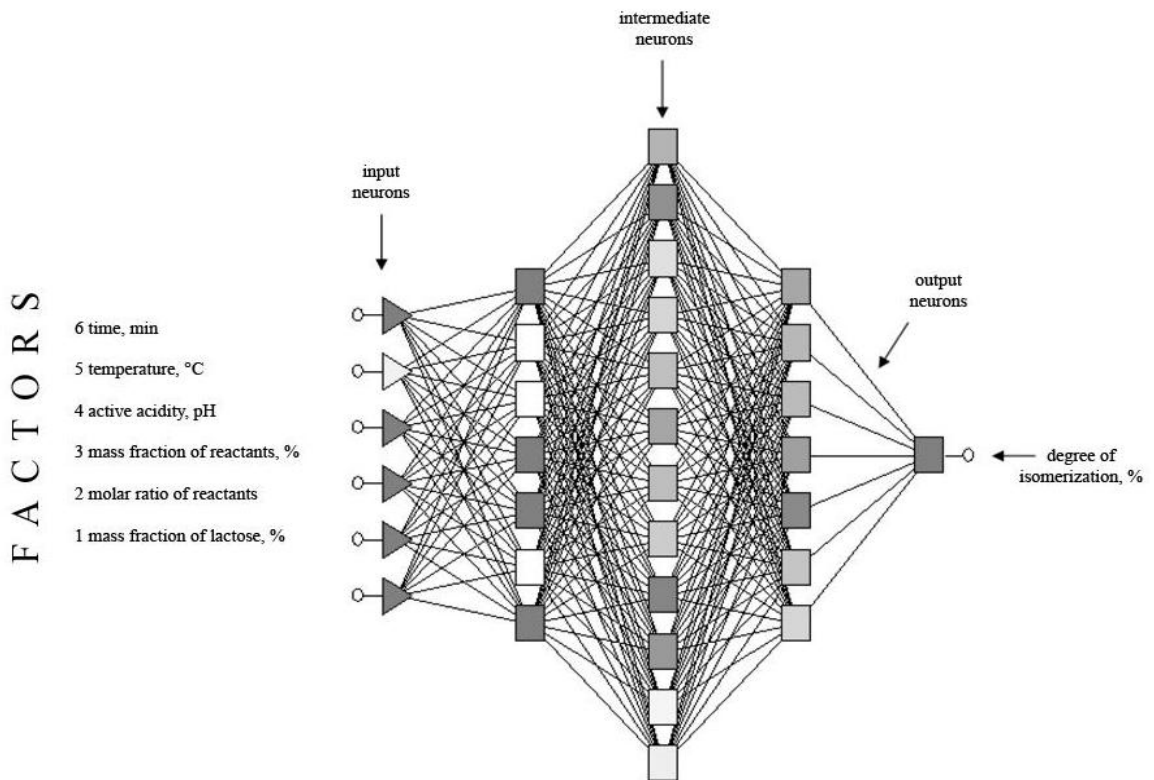 intermediate
neurons
input
neurons
FACTORS
6 time, min
5 temperature, °C
4 active acidity, pH
3 mass fraction of reactants, %
2 molar ratio of reactants
1 mass fraction of lactose, %
output
neurons
degree of
isomerization, %